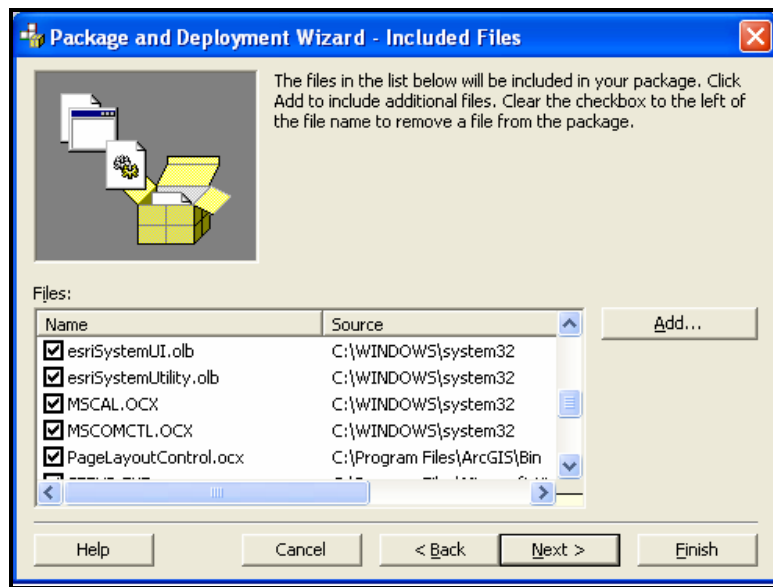 Package and Deployment Wizard - Included Files
The files in the list below will be included in your package. Click
Add to include additional files. Clear the checkbox to the left of
the file name to remove a file from the package.
Files:
Name Source
esriSystemUI.olb C:\WINDOWS\system32
esriSystemUtility.olb C:\WINDOWS\system32
MSCAL.OCX C:\WINDOWS\system32
MSCOMCTL.OCX C:\WINDOWS\system32
PageLayoutControl.ocx C:\Program Files\ArcGIS\Bin
Add...
Help Cancel < Back Next > Finish